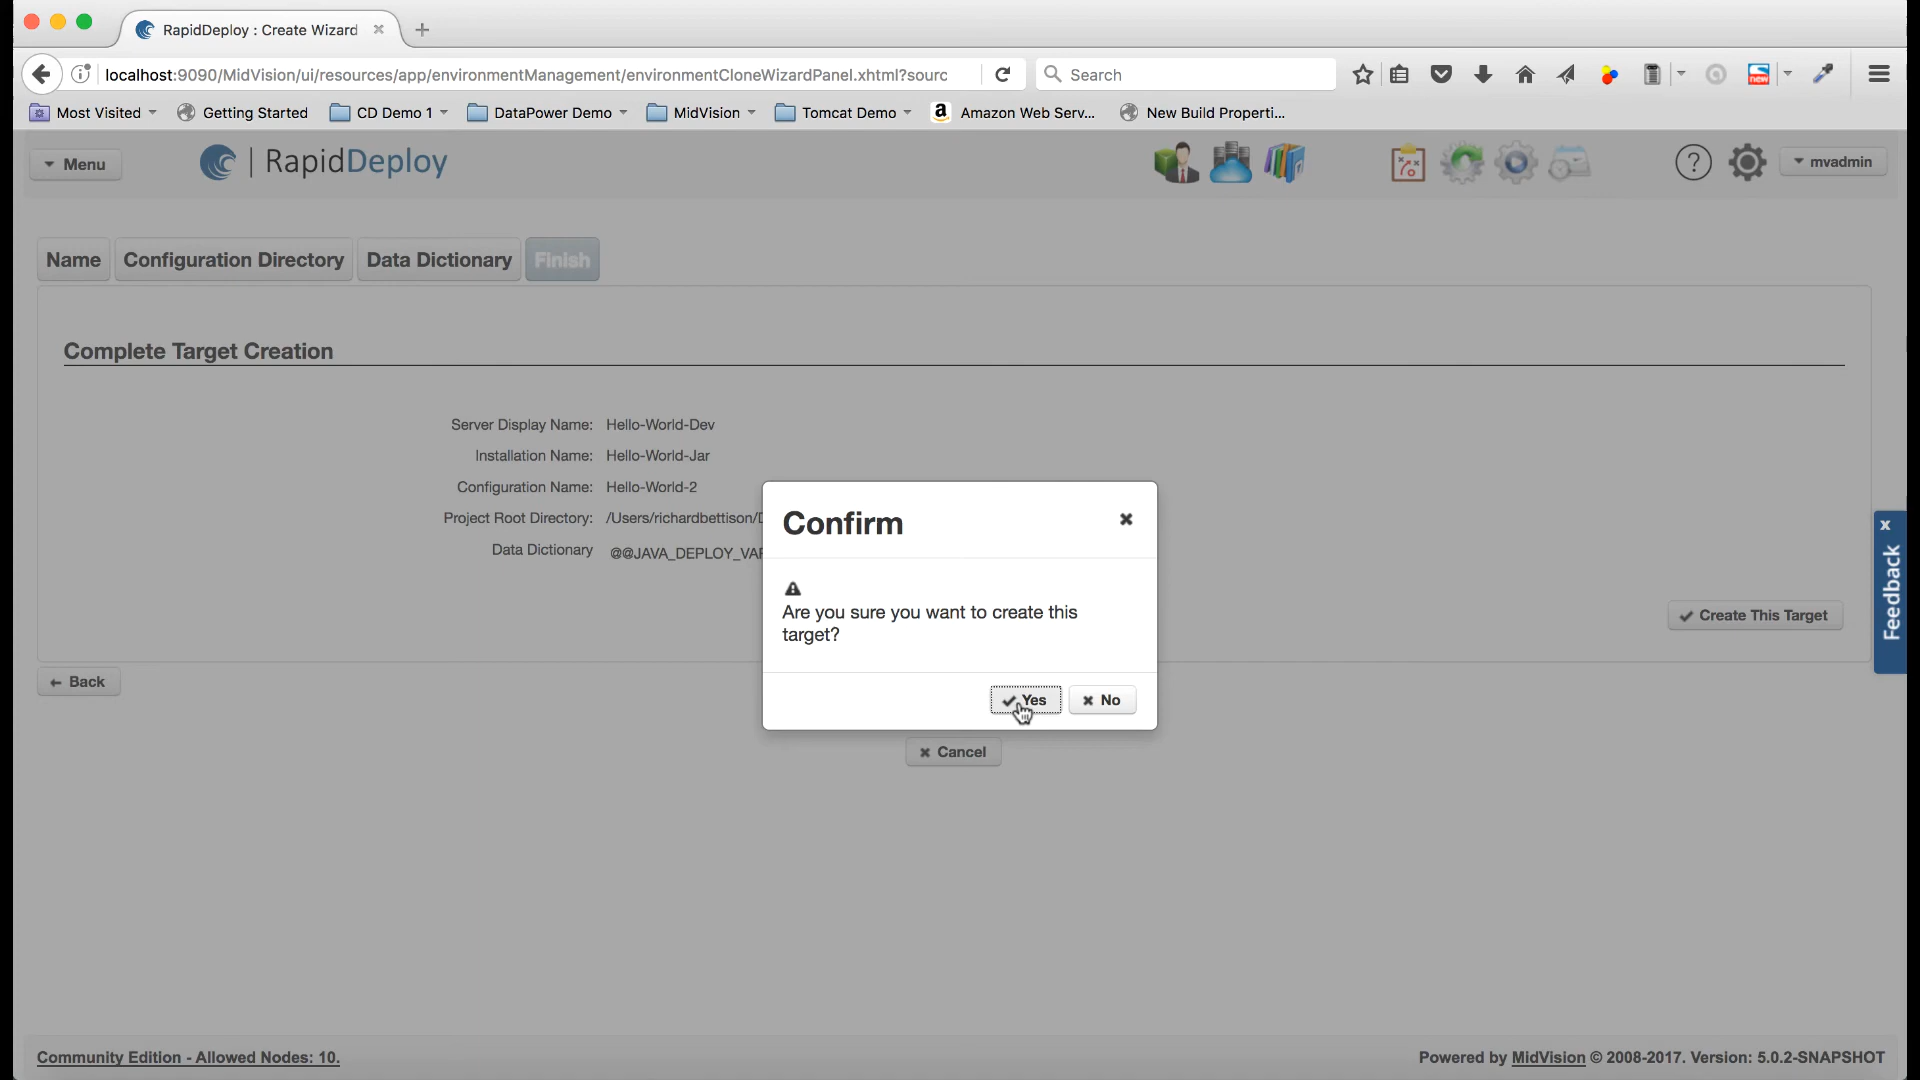 RapidDeploy : Create Wizard
localhost:9090/MidVision/ui/resources/app/environmentManagement/environmentCloneWizardPanel.xhtml?sourc
Search
new
Most Visited
Getting Started
CD Demo 1
DataPower Demo
MidVision
Tomcat Demo
Amazon Web Serv...
New Build Properti...
Menu
RapidDeploy
mvadmin
Name
Configuration Directory
Data Dictionary
Finish
Complete Target Creation
Server Display Name: Hello-World-Dev
Installation Name: Hello-World-Jar
Configuration Name: Hello-World-2
Project Root Directory: /Users/richardbettison/D
Data Dictionary @@JAVA_DEPLOY_VAR
Confirm
Are you sure you want to create this
target?
Yes
No
Create This Target
Feedback
Back
Cancel
Community Edition - Allowed Nodes: 10.
Powered by MidVision © 2008-2017. Version: 5.0.2-SNAPSHOT